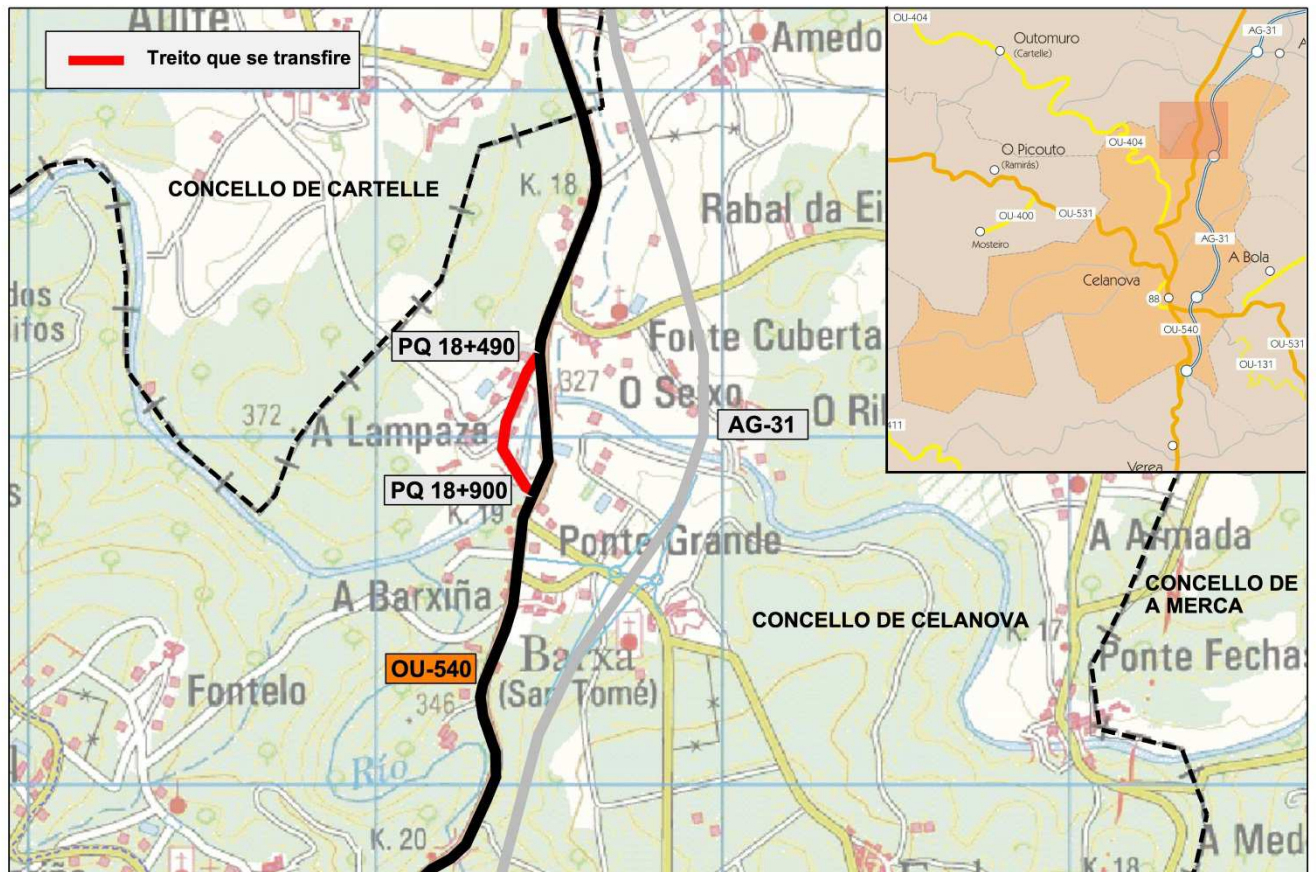 Treito que se transfire
Amedo
CONCELLO DE CARTELLE
K. 18
Rabal da Ei
PQ 18+490
Fonte Cuberta
327
O Seixo
O Ril
372
A Lampaza
AG-31
PQ 18+900
K. 19
Ponte Grande
A Armada
A Barxiña
CONCELLO DE CELANOVA
CONCELLO DE
A MERCA
K. 17
Ponte Fecha
OU-540
Barxa
(San Tomé)
Fontelo
346
Río
K. 20
A Med
K. 18
OU-404
Outomuro
(Cartelle)
AG-31
A
O Picouto
(Ramirás)
OU-404
OU-400
OU-531
Mosteiro
AG-31
A Bola
Celanova
88
OU-540
OU-531
OU-131
411
Verea